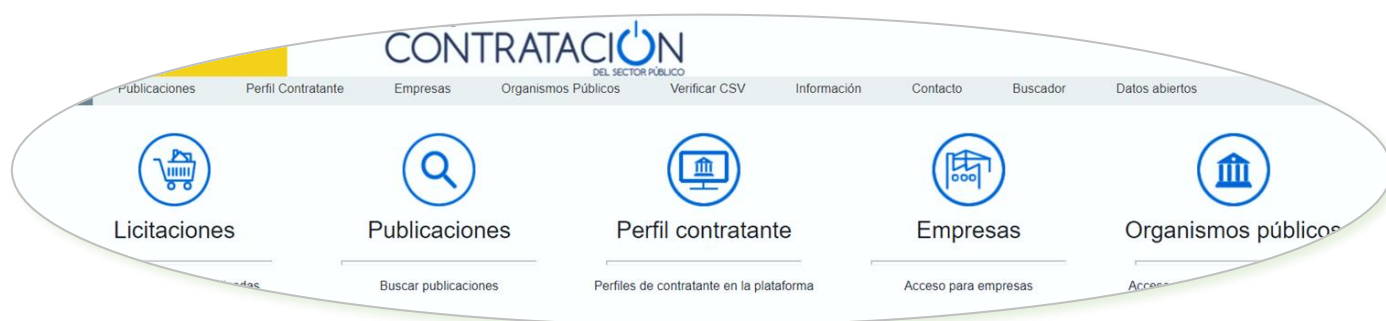 CONTRATACIÓN
DEL SECTOR PÚBLICO
Publicaciones Perfil Contratante Empresas Organismos Públicos Verificar CSV Información Contacto Buscador Datos abiertos
Licitaciones Publicaciones Perfil contratante Empresas Organismos públicos
Buscar publicaciones Perfiles de contratante en la plataforma Acceso para empresas